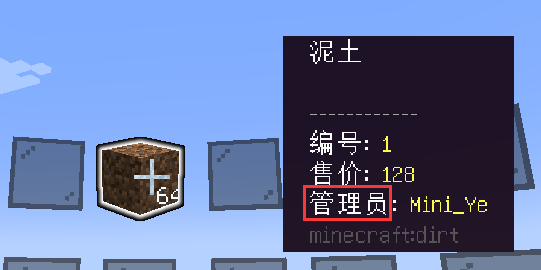 泥土
------------
编号: 1
售价: 128
管理员: Mini_Ye
minecraft:dirt
64